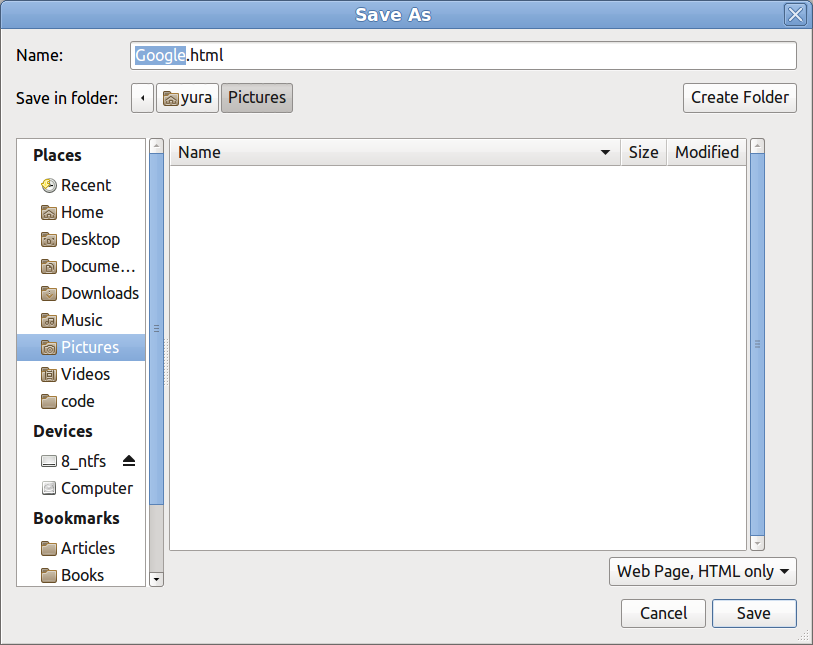 Save As
Name: Google.html
Save in folder: yura Pictures Create Folder
Places
Recent
Home
Desktop
Docume...
Downloads
Music
Pictures
Videos
code
Devices
8_ntfs
Computer
Bookmarks
Articles
Books
Name Size Modified
Web Page, HTML only
Cancel Save